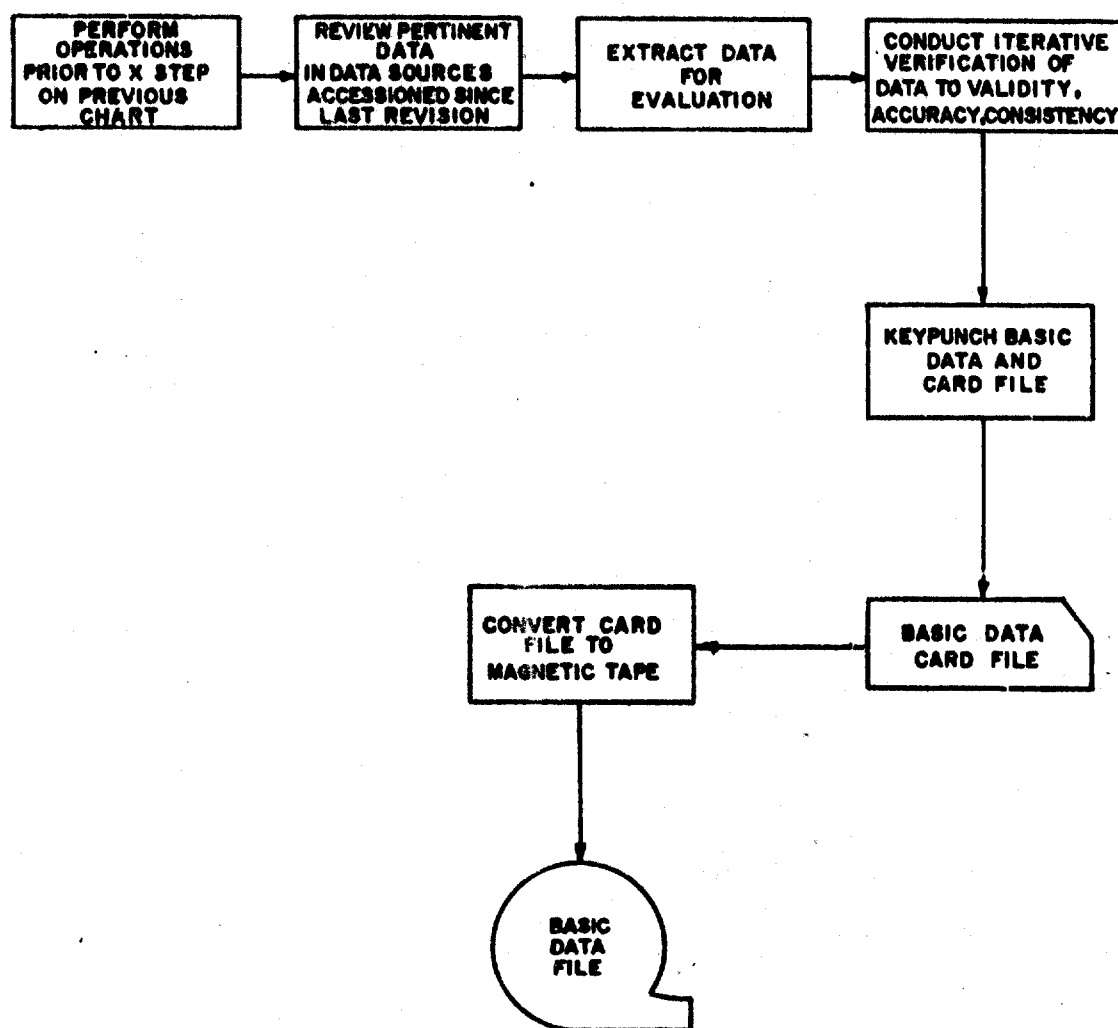 PERFORM
OPERATIONS
PRIOR TO X STEP
ON PREVIOUS
CHART
REVIEW PERTINENT
DATA
IN DATA SOURCES
ACCESSIONED SINCE
LAST REVISION
EXTRACT DATA
FOR
EVALUATION
CONDUCT ITERATIVE
VERIFICATION OF
DATA TO VALIDITY,
ACCURACY,CONSISTENCY
KEYPUNCH BASIC
DATA AND
CARD FILE
BASIC DATA
CARD FILE
CONVERT CARD
FILE TO
MAGNETIC TAPE
BASIC
DATA
FILE